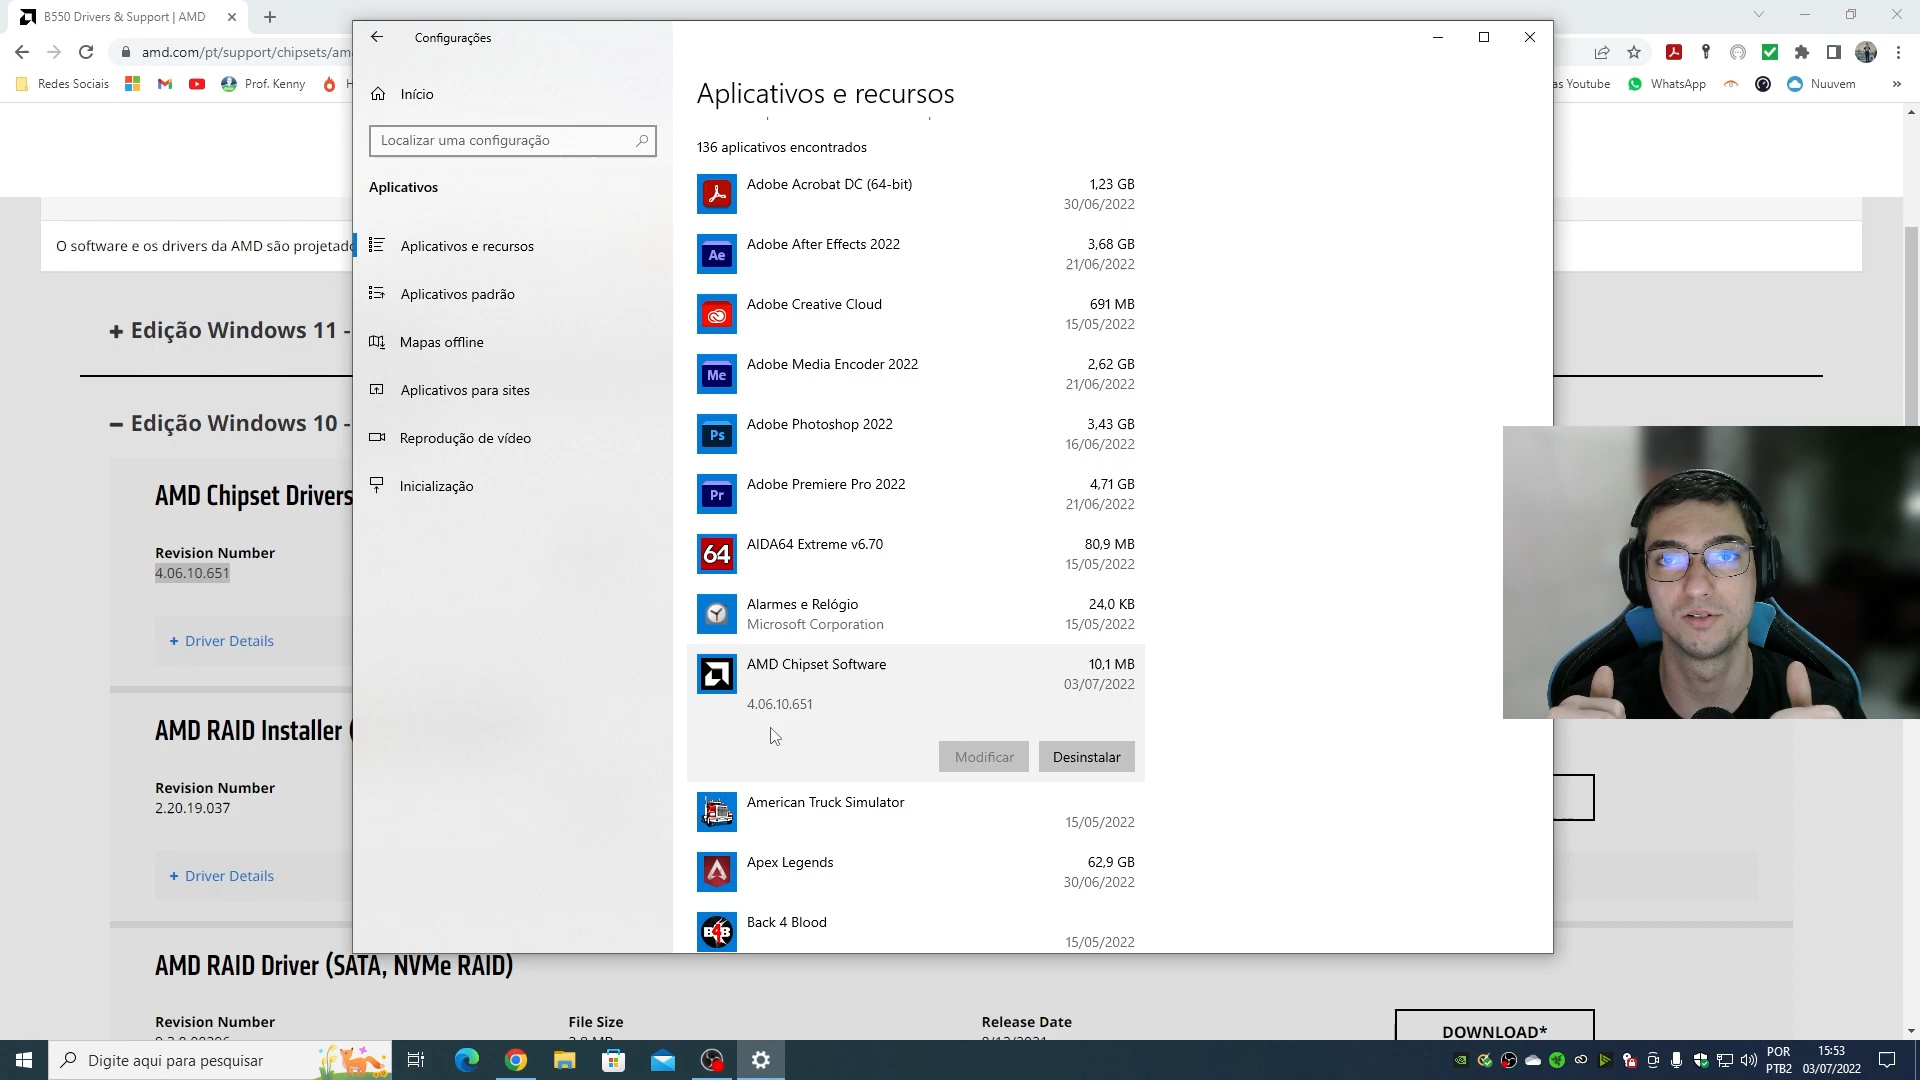 B550 Drivers & Support | AMD
amd.com/pt/support/chipsets/am
Redes Sociais
Prof. Kenny
H
as Youtube
WhatsApp
Nuuvem
»
O software e os drivers da AMD são projetado
+ Edição Windows 11 -
− Edição Windows 10 -
AMD Chipset Drivers
Revision Number
4.06.10.651
+ Driver Details
AMD RAID Installer (
Revision Number
2.20.19.037
+ Driver Details
AMD RAID Driver (SATA, NVMe RAID)
Revision Number
File Size
Release Date
DOWNLOAD*
Configurações
Início
Localizar uma configuração
Aplicativos
Aplicativos e recursos
Aplicativos padrão
Mapas offline
Aplicativos para sites
Reprodução de vídeo
Inicialização
Aplicativos e recursos
136 aplicativos encontrados
Adobe Acrobat DC (64-bit)
1,23 GB
30/06/2022
Ae
Adobe After Effects 2022
3,68 GB
21/06/2022
Adobe Creative Cloud
691 MB
15/05/2022
Me
Adobe Media Encoder 2022
2,62 GB
21/06/2022
Ps
Adobe Photoshop 2022
3,43 GB
16/06/2022
Pr
Adobe Premiere Pro 2022
4,71 GB
21/06/2022
64
AIDA64 Extreme v6.70
80,9 MB
15/05/2022
Alarmes e Relógio
24,0 KB
Microsoft Corporation
15/05/2022
AMD Chipset Software
10,1 MB
03/07/2022
4.06.10.651
Modificar
Desinstalar
American Truck Simulator
15/05/2022
Apex Legends
62,9 GB
30/06/2022
B4B
Back 4 Blood
15/05/2022
Digite aqui para pesquisar
POR
PTB2
15:53
03/07/2022